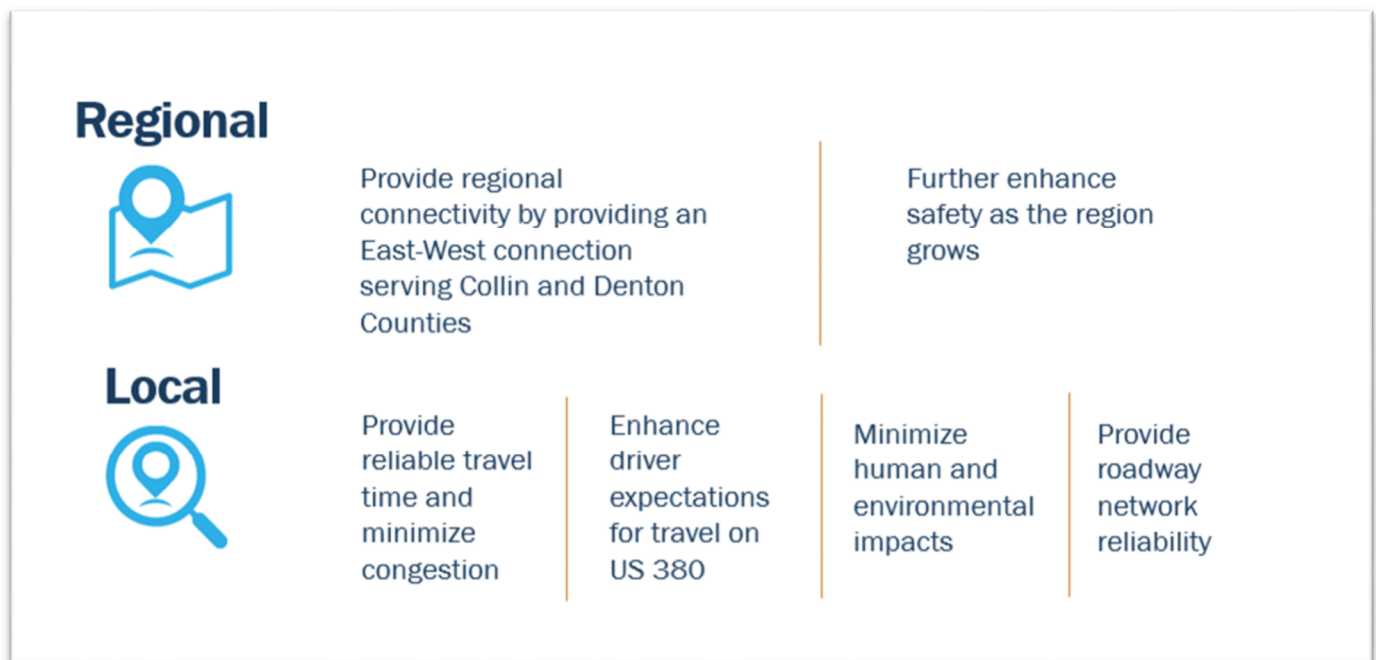 Regional
Provide regional
connectivity by providing an
East-West connection
serving Collin and Denton
Counties
Further enhance
safety as the region
grows
Local
Provide
reliable travel
time and
minimize
congestion
Enhance
driver
expectations
for travel on
US 380
Minimize
human and
environmental
impacts
Provide
roadway
network
reliability